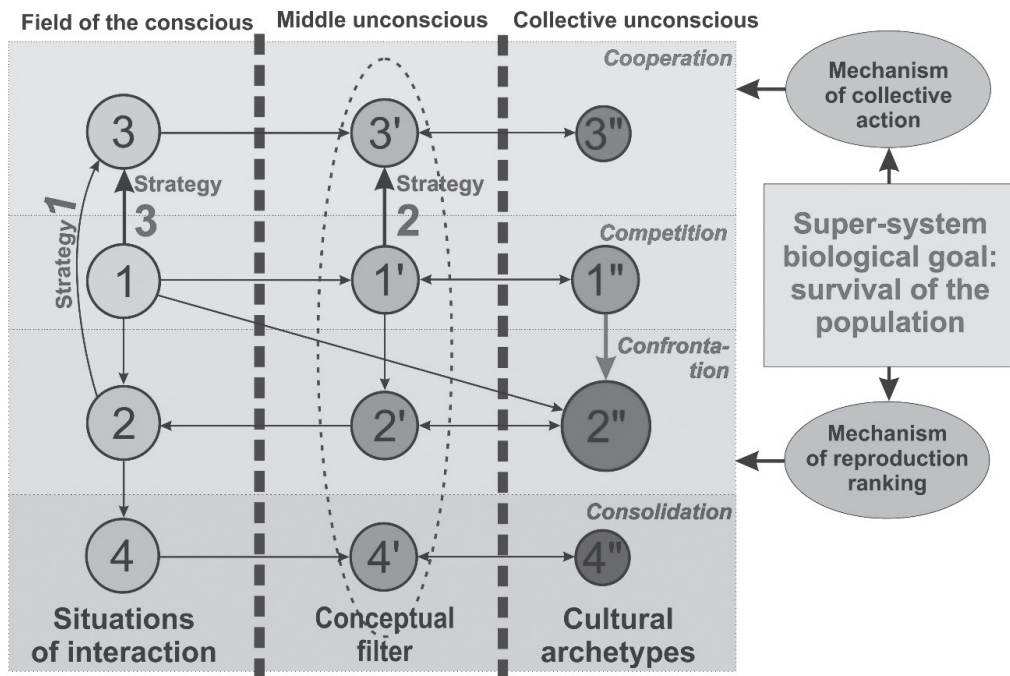 Field of the conscious
Middle unconscious
Collective unconscious
Cooperation
3
3'
3"
Strategy
3
Strategy
2
Strategy 1
Competition
1
1'
1"
Confronta-
tion
2
2'
2"
Consolidation
4
4'
4"
Situations
of interaction
Conceptual
filter
Cultural
archetypes
Mechanism
of collective
action
Super-system
biological goal:
survival of the
population
Mechanism
of reproduction
ranking